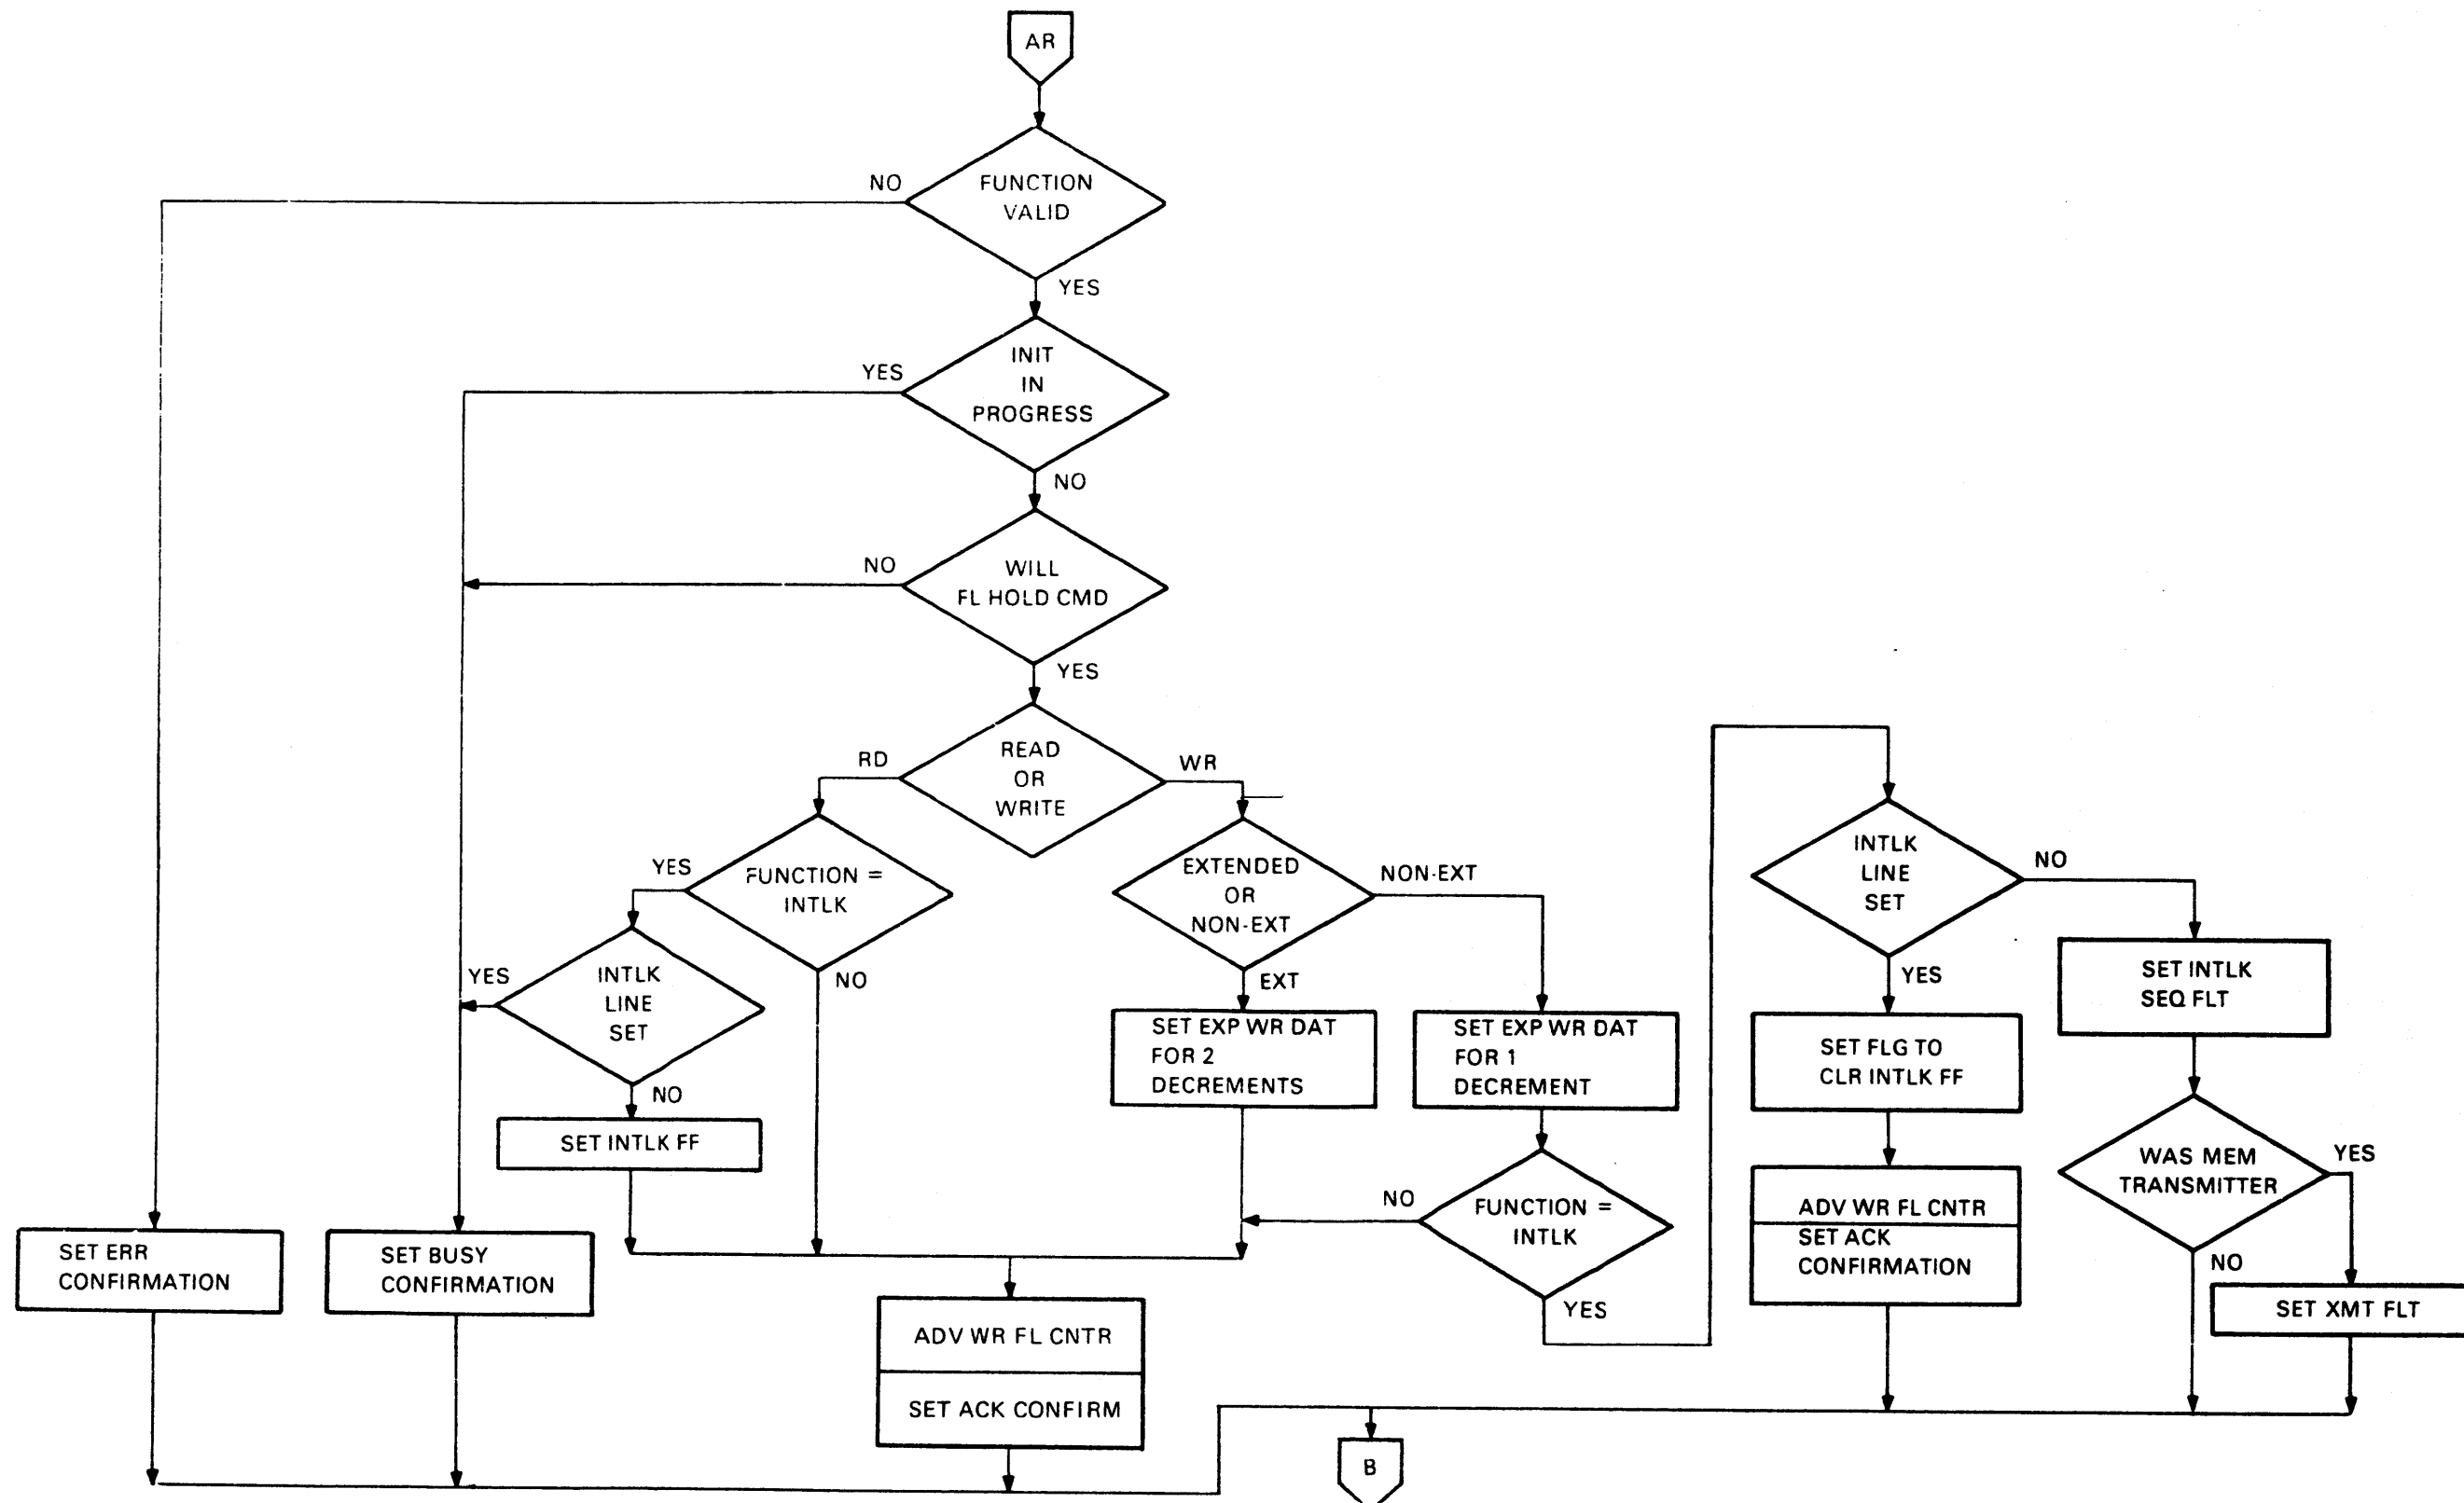 AR
NO
FUNCTION
VALID
YES
YES
INIT
IN
PROGRESS
NO
NO
WILL
FL HOLD CMD
YES
RD
READ
OR
WRITE
WR
YES
FUNCTION =
INTLK
NO
EXTENDED
OR
NON-EXT
NON-EXT
EXT
YES
INTLK
LINE
SET
NO
SET INTLK FF
SET EXP WR DAT
FOR 2
DECREMENTS
SET EXP WR DAT
FOR 1
DECREMENT
NO
FUNCTION =
INTLK
YES
INTLK
LINE
SET
NO
YES
SET INTLK
SEQ FLT
SET FLG TO
CLR INTLK FF
ADV WR FL CNTR
SET ACK
CONFIRMATION
WAS MEM
TRANSMITTER
YES
NO
SET XMT FLT
SET ERR
CONFIRMATION
SET BUSY
CONFIRMATION
ADV WR FL CNTR
SET ACK CONFIRM
B